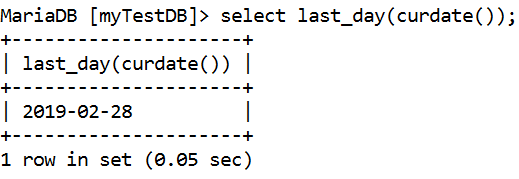 MariaDB [myTestDB]> select last_day(curdate());
+---------------------+
| last_day(curdate()) |
+---------------------+
| 2019-02-28          |
+---------------------+
1 row in set (0.05 sec)